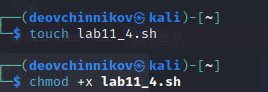 ┌──(deovchinnikov㉿kali)-[~]
└─$ touch lab11_4.sh
┌──(deovchinnikov㉿kali)-[~]
└─$ chmod +x lab11_4.sh